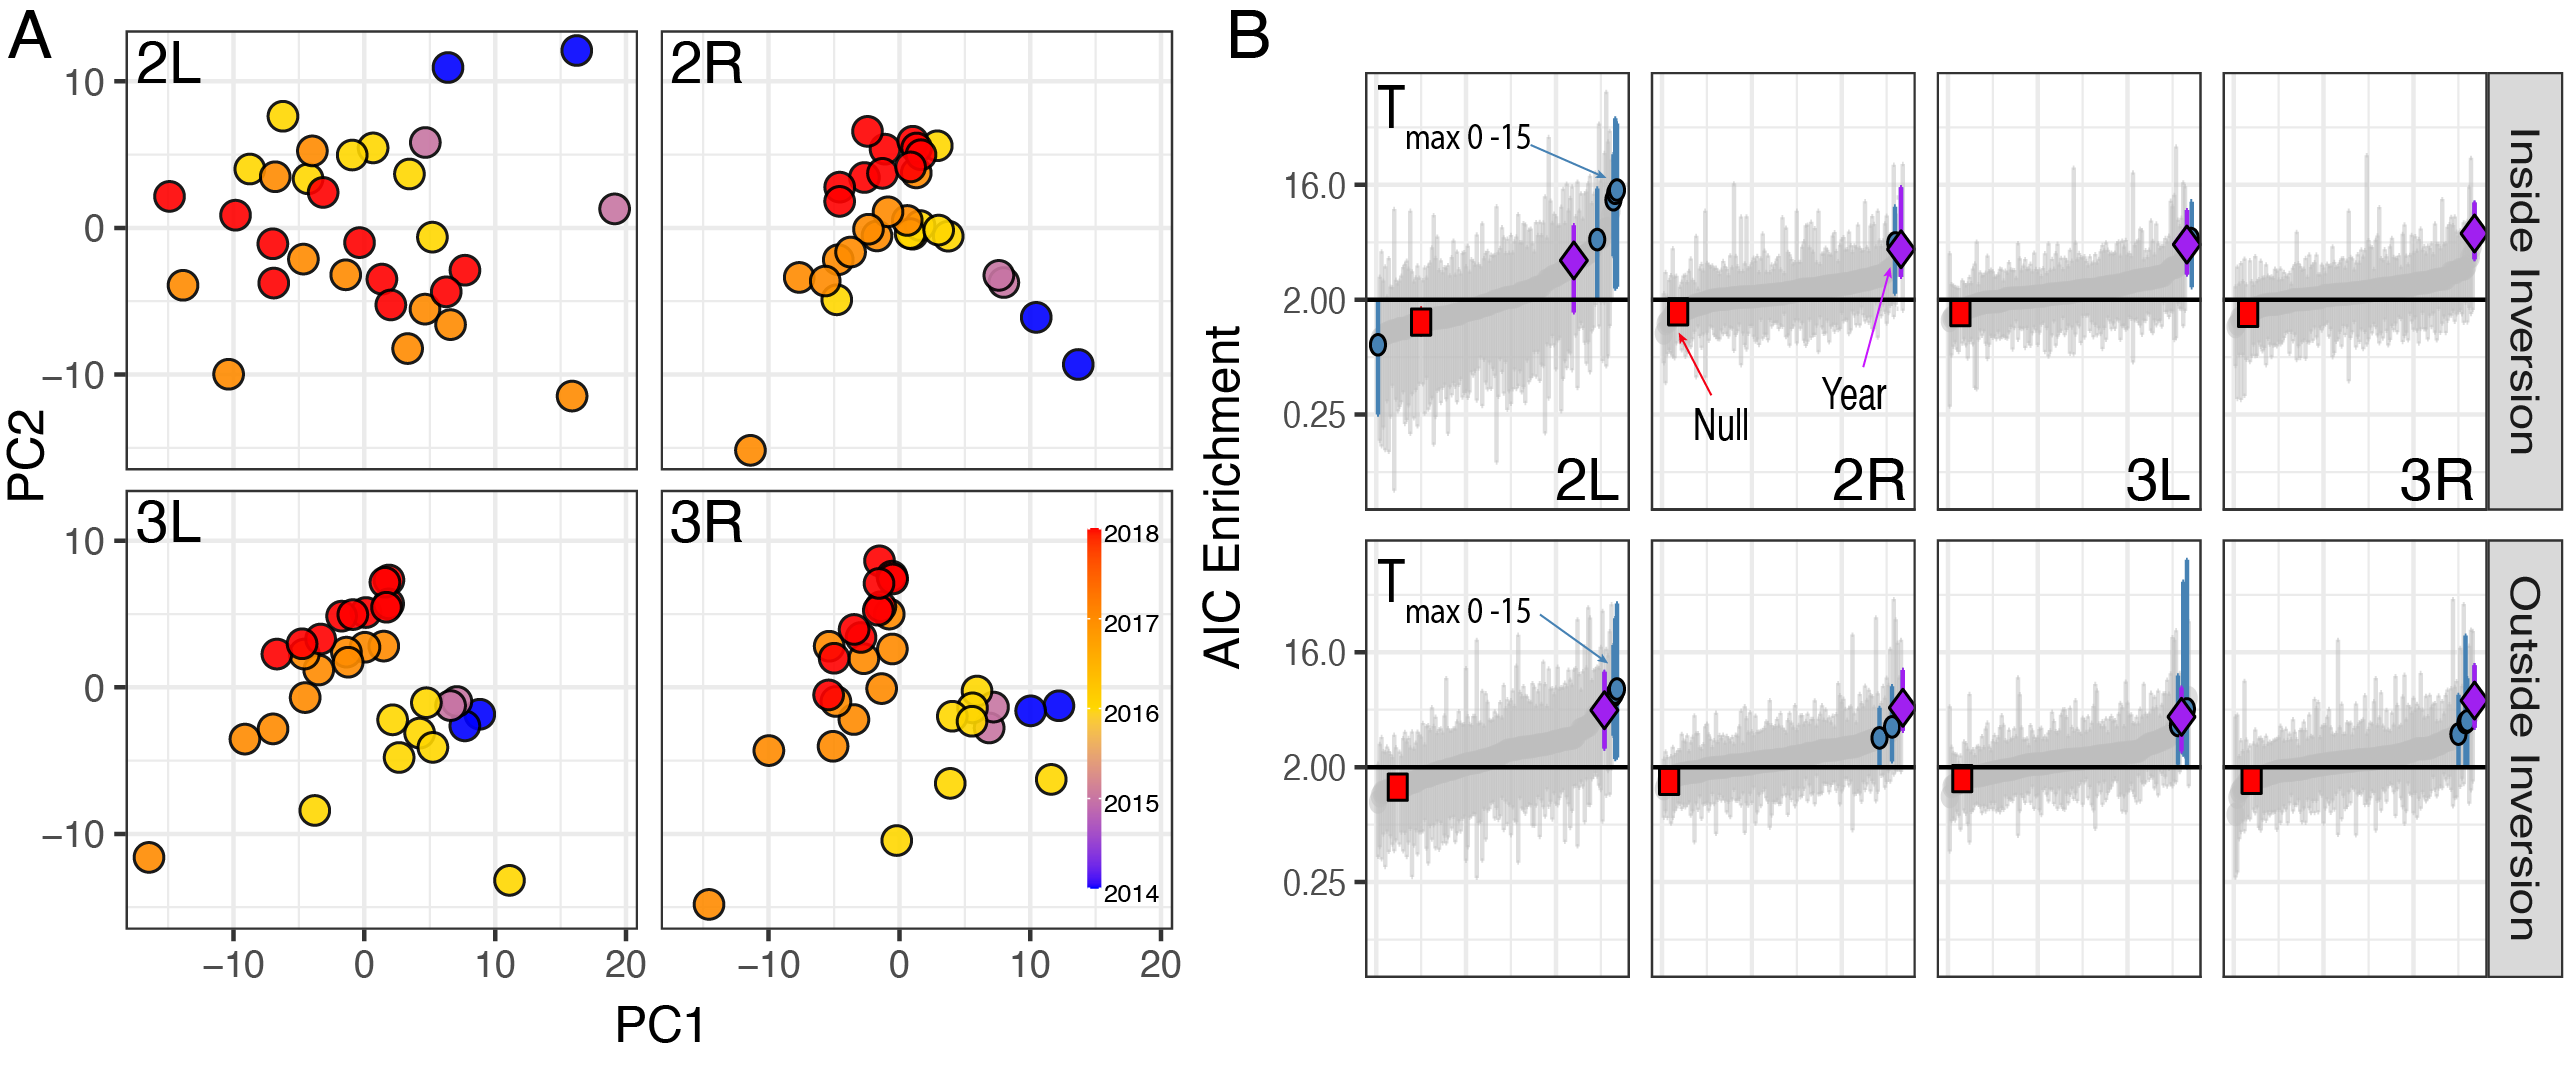 A
2L
2R
10
0
−10
PC2
3L
3R
10
0
−10
2018
2017
2016
2015
2014
−10
0
10
20
−10
0
10
20
PC1
B
AIC Enrichment
T max 0 -15
16.0
2.00
0.25
Null
Year
2L
2R
3L
3R
Inside Inversion
T max 0 -15
16.0
2.00
0.25
Outside Inversion